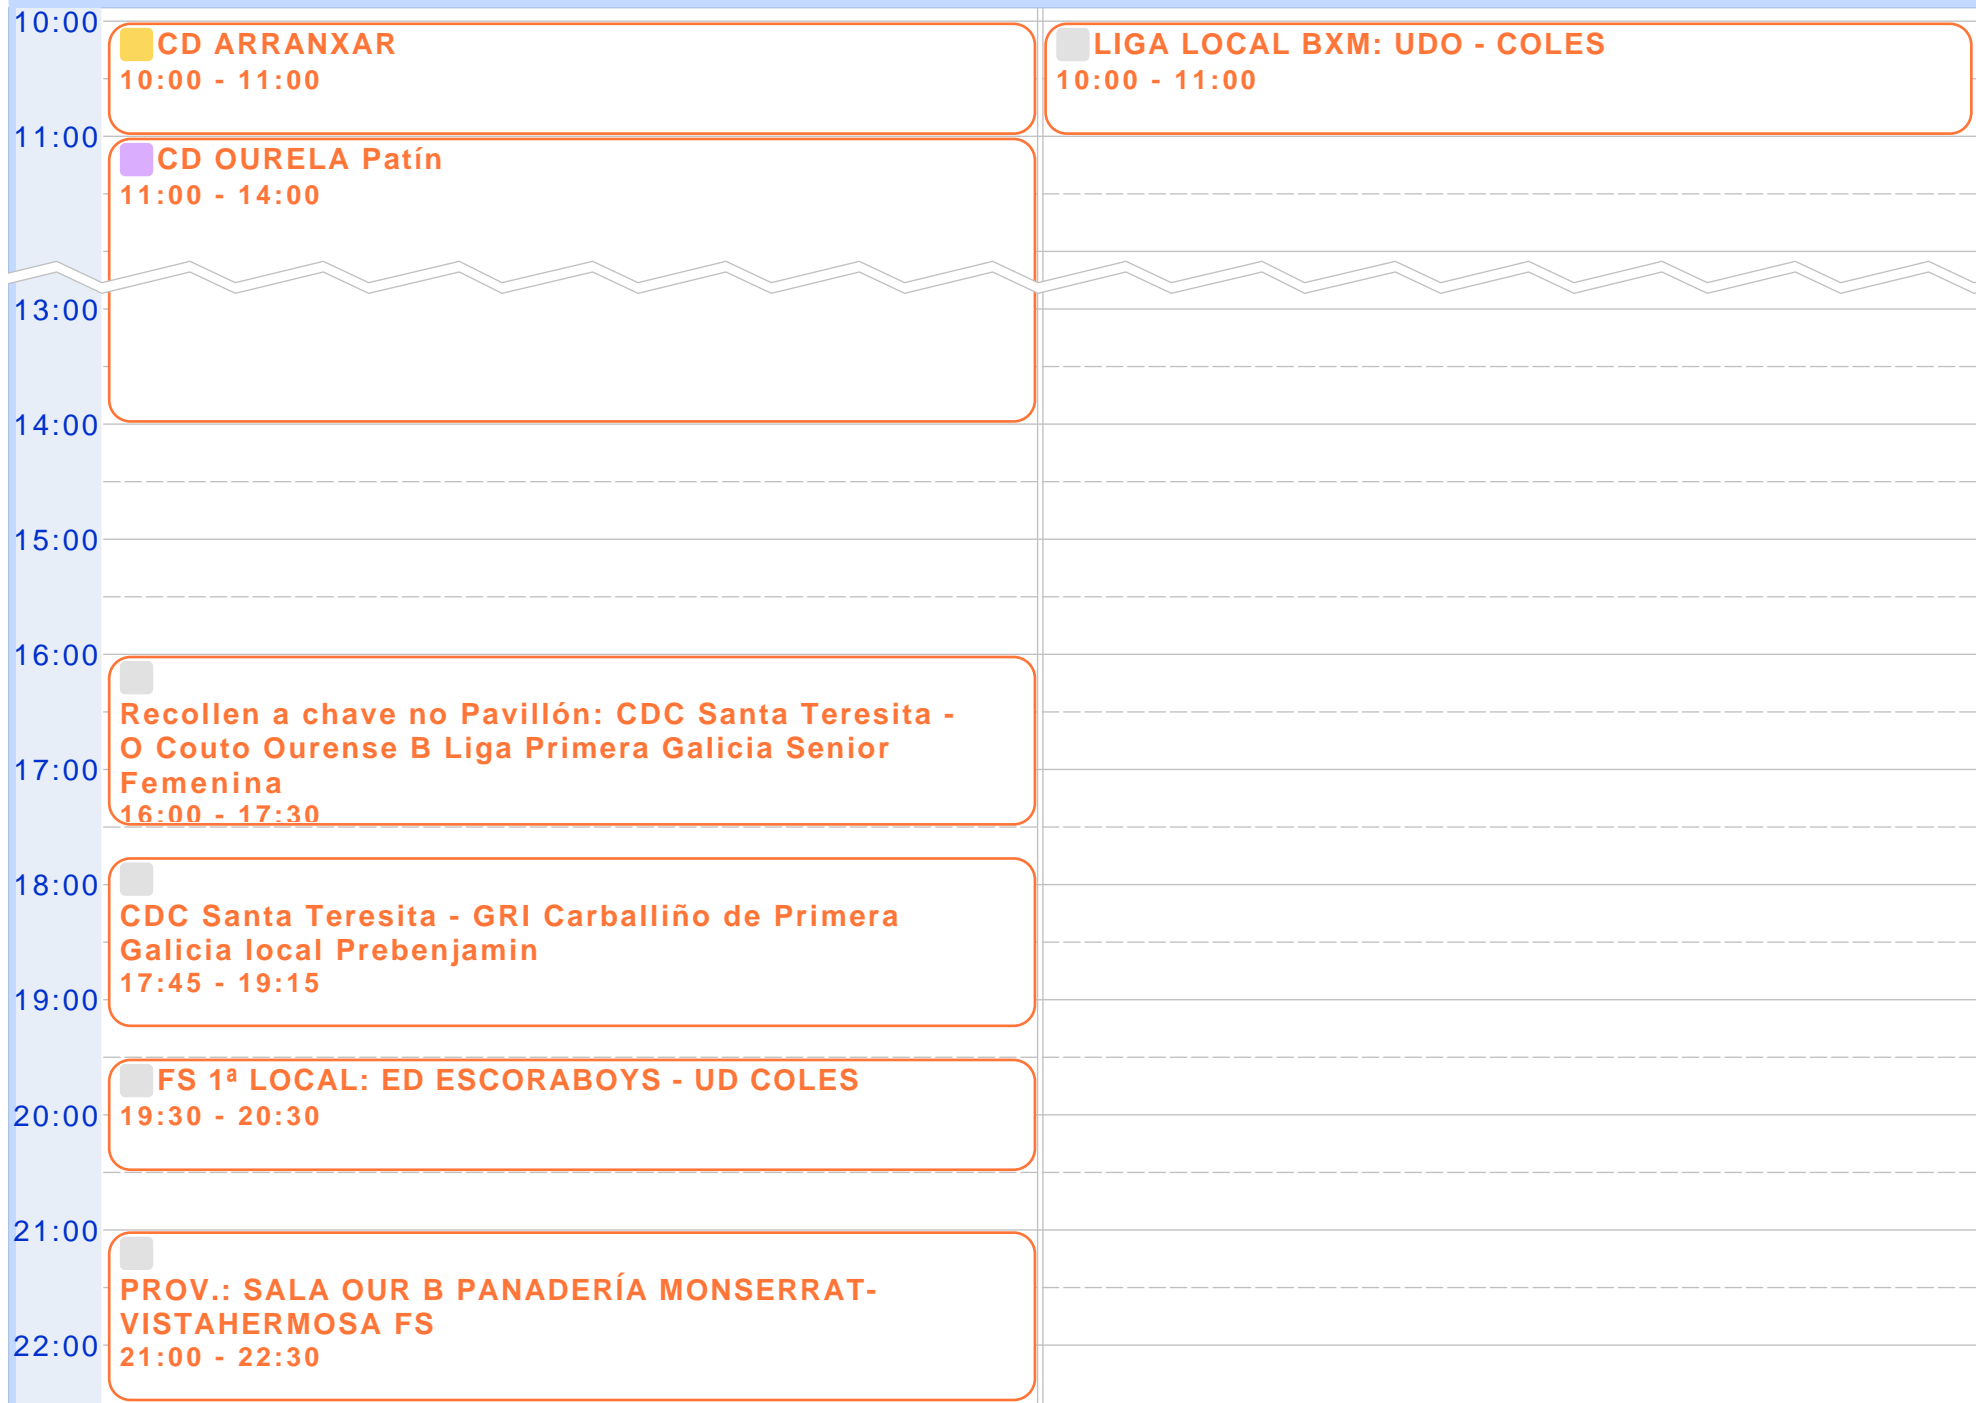 10:00
CD ARRANXAR
10:00 - 11:00
LIGA LOCAL BXM: UDO - COLES
10:00 - 11:00
11:00
CD OURELA Patín
11:00 - 14:00
13:00
14:00
15:00
16:00
Recollen a chave no Pavillón: CDC Santa Teresita -
O Couto Ourense B Liga Primera Galicia Senior
17:00
Femenina
16:00 - 17:30
18:00
CDC Santa Teresita - GRI Carballiño de Primera
Galicia local Prebenjamin
17:45 - 19:15
19:00
FS 1ª LOCAL: ED ESCORABOYS - UD COLES
19:30 - 20:30
20:00
21:00
PROV.: SALA OUR B PANADERÍA MONSERRAT-
VISTAHERMOSA FS
21:00 - 22:30
22:00